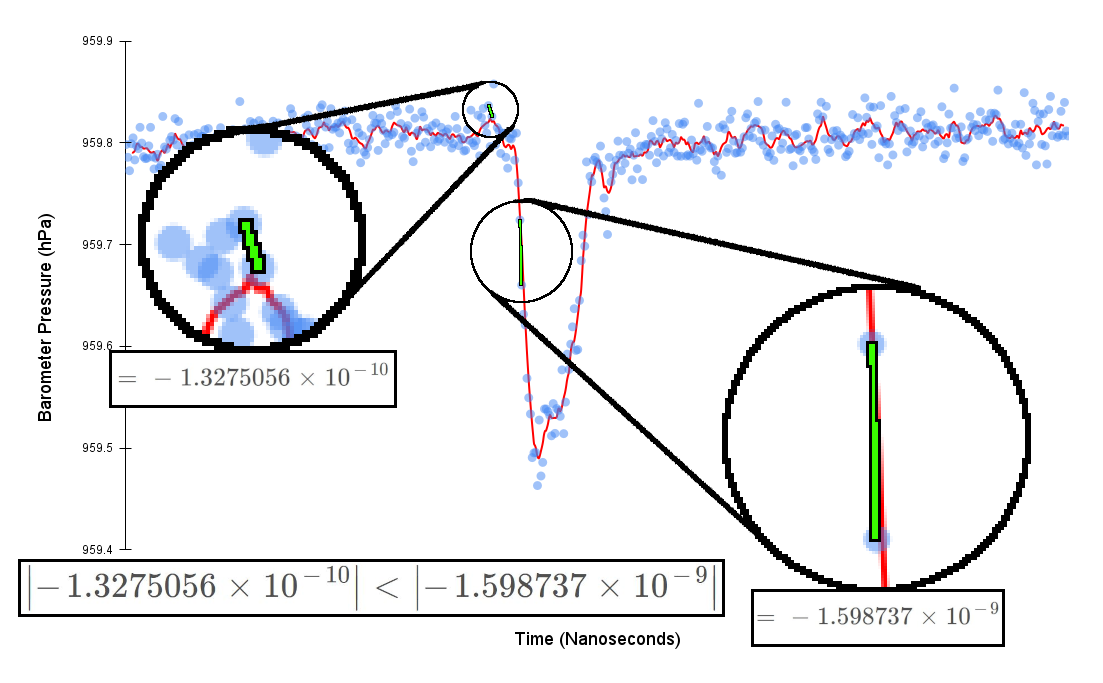 959.9
959.8
959.7
959.6
959.5
959.4
Barometer Pressure (hPa)
= − 1.3275056 × 10⁻¹⁰
|−1.3275056 × 10⁻¹⁰| < |−1.598737 × 10⁻⁹|
= − 1.598737 × 10⁻⁹
Time (Nanoseconds)